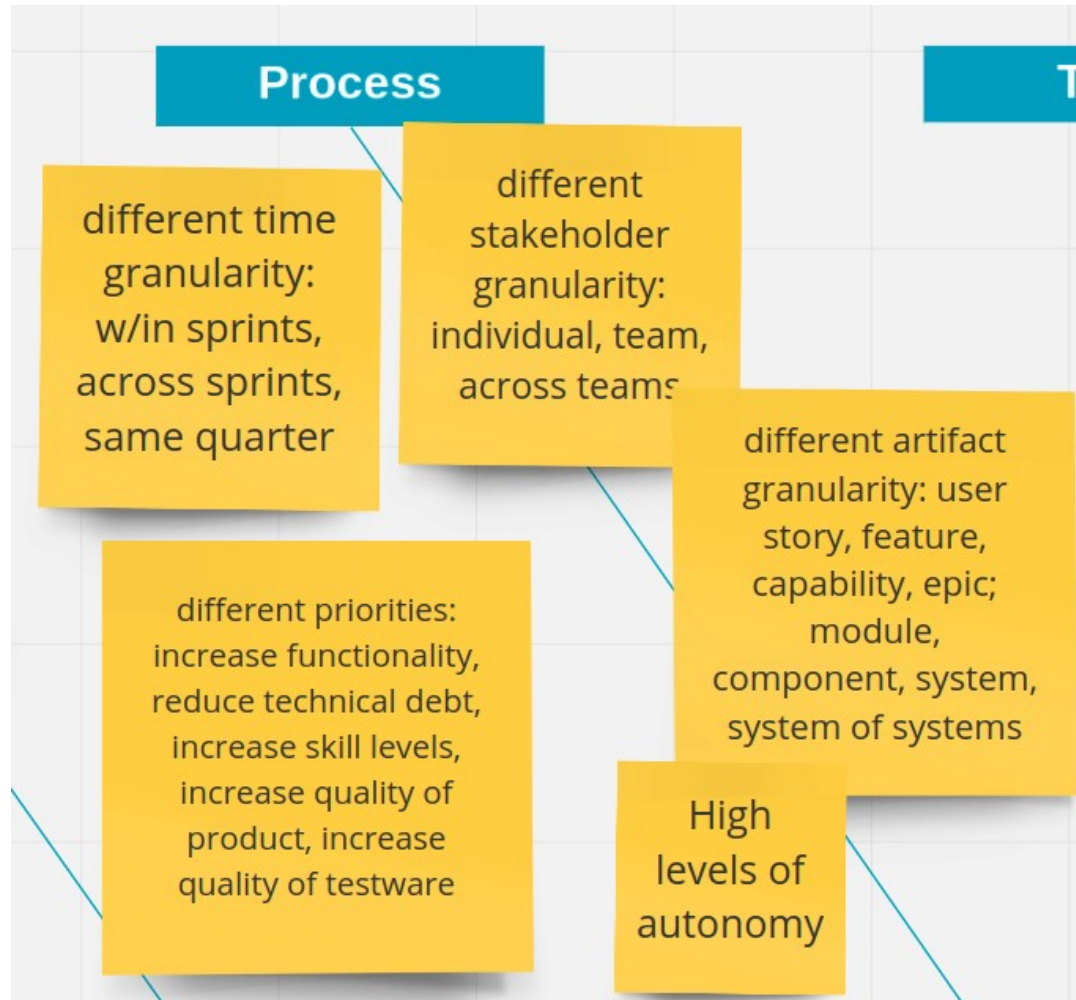 Process
T
different time
granularity:
w/in sprints,
across sprints,
same quarter
different
stakeholder
granularity:
individual, team,
across teams
different artifact
granularity: user
story, feature,
capability, epic;
module,
component, system,
system of systems
different priorities:
increase functionality,
reduce technical debt,
increase skill levels,
increase quality of
product, increase
quality of testware
High
levels of
autonomy